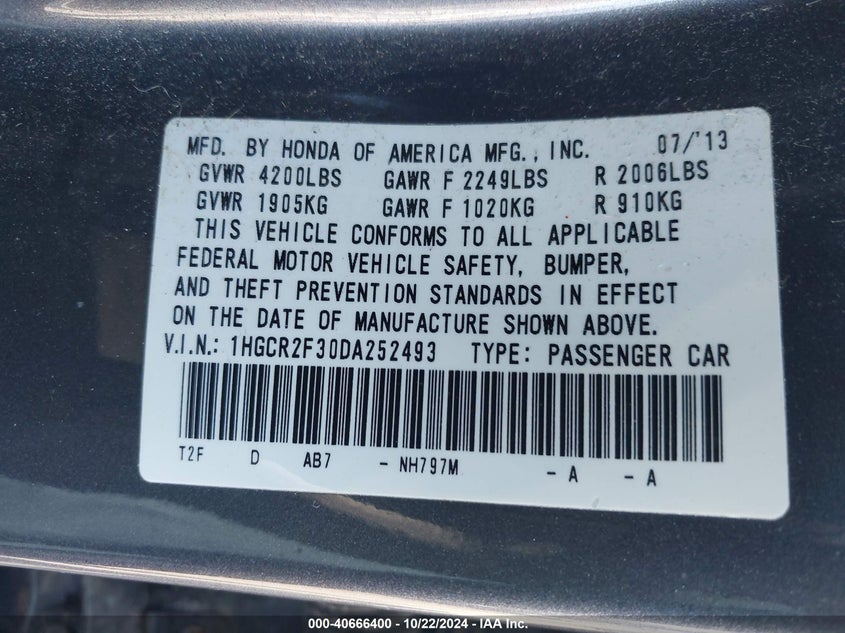 MFD. BY HONDA OF AMERICA MFG., INC. 07/'13
GVWR 4200LBS GAWR F 2249LBS R 2006LBS
GVWR 1905KG GAWR F 1020KG R 910KG
THIS VEHICLE CONFORMS TO ALL APPLICABLE
FEDERAL MOTOR VEHICLE SAFETY, BUMPER,
AND THEFT PREVENTION STANDARDS IN EFFECT
ON THE DATE OF MANUFACTURE SHOWN ABOVE.
V.I.N.: 1HGCR2F30DA252493 TYPE: PASSENGER CAR
T2F D AB7 - NH797M - A - A
000-40666400 - 10/22/2024 - IAA Inc.